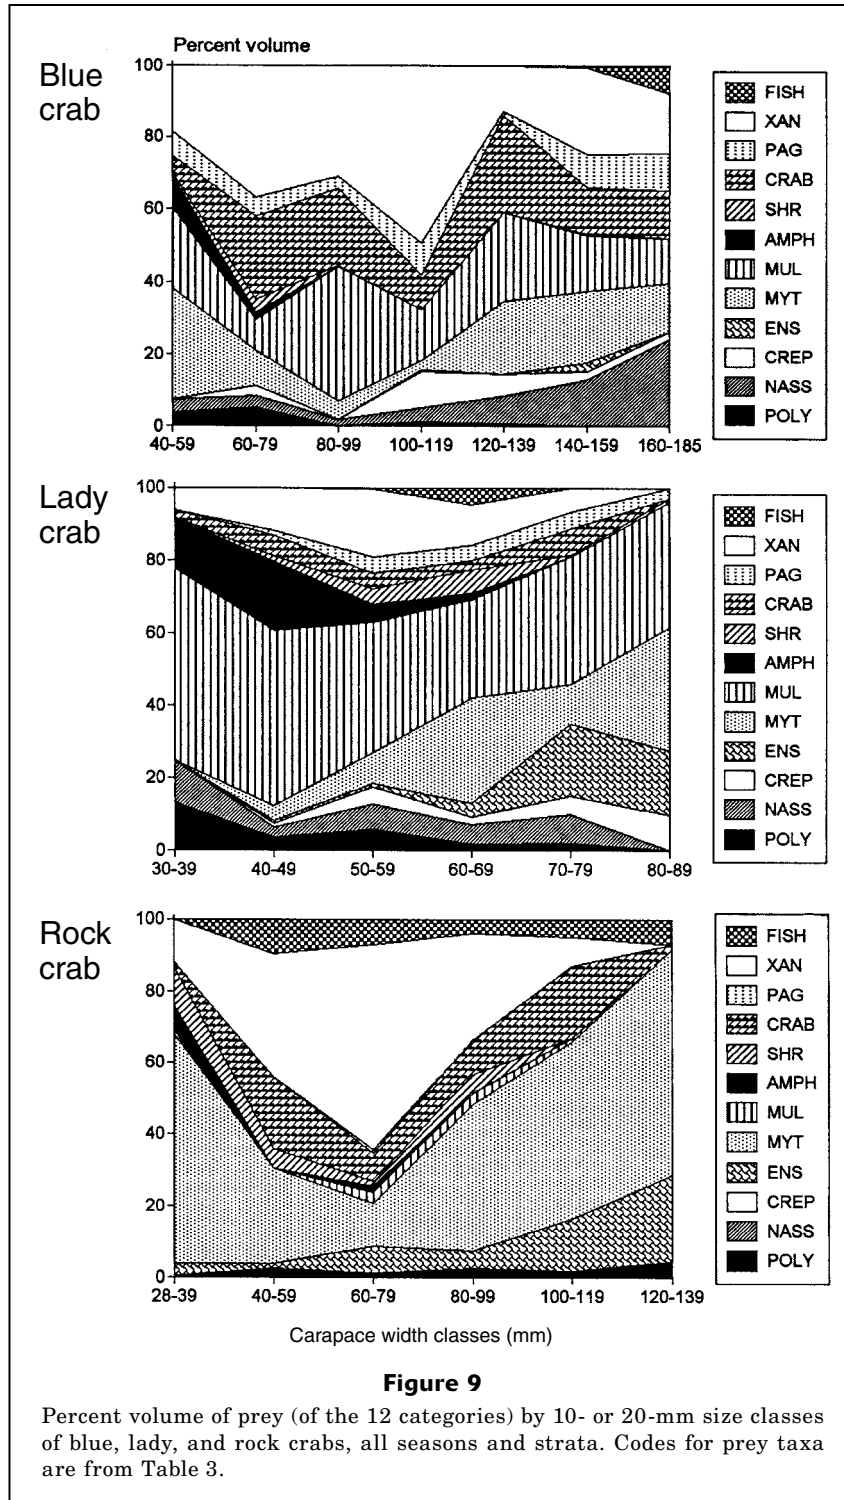 Percent volume
Blue
crab
100
80
60
40
20
0
40-59 60-79 80-99 100-119 120-139 140-159 160-185
FISH
XAN
PAG
CRAB
SHR
AMPH
MUL
MYT
ENS
CREP
NASS
POLY
Lady
crab
100
80
60
40
20
0
30-39 40-49 50-59 60-69 70-79 80-89
FISH
XAN
PAG
CRAB
SHR
AMPH
MUL
MYT
ENS
CREP
NASS
POLY
Rock
crab
100
80
60
40
20
0
28-39 40-59 60-79 80-99 100-119 120-139
FISH
XAN
PAG
CRAB
SHR
AMPH
MUL
MYT
ENS
CREP
NASS
POLY
Carapace width classes (mm)
Figure 9
Percent volume of prey (of the 12 categories) by 10- or 20-mm size classes
of blue, lady, and rock crabs, all seasons and strata. Codes for prey taxa
are from Table 3.